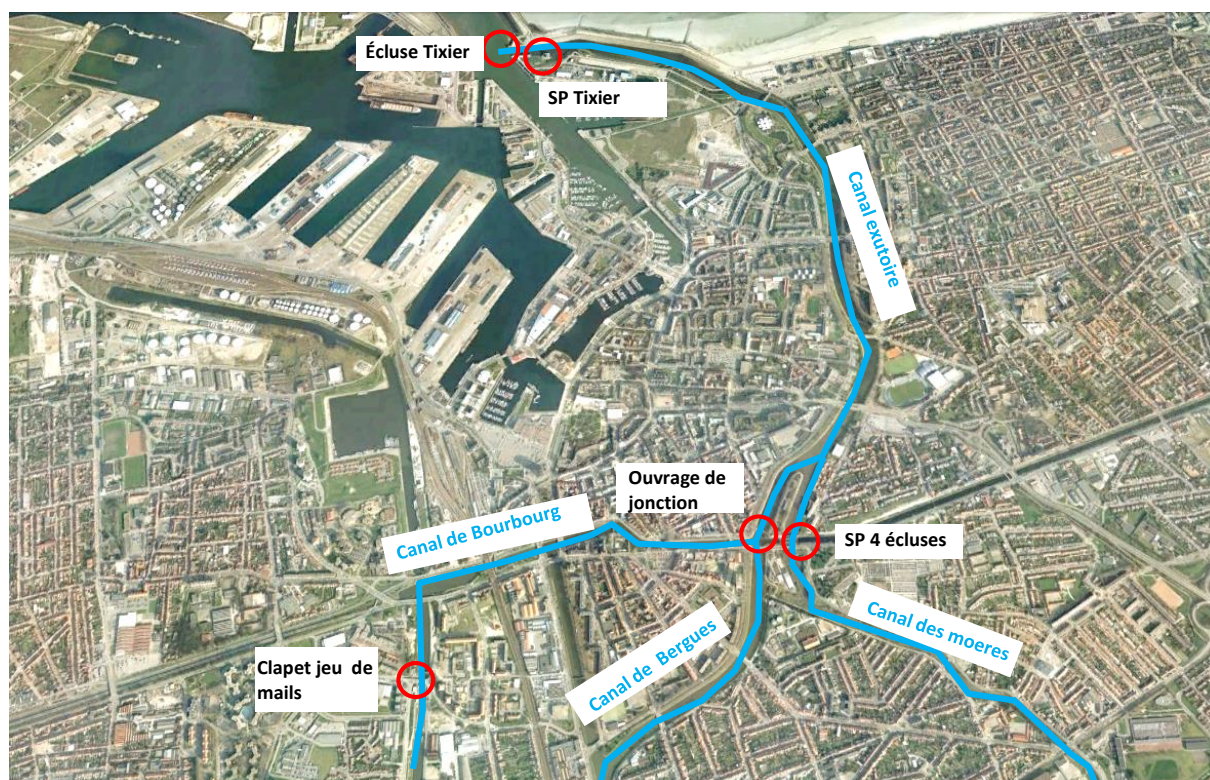 Écluse Tixier
SP Tixier
Canal exutoire
Ouvrage de
jonction
Canal de Bourbourg
SP 4 écluses
Canal des moeres
Canal de Bergues
Clapet jeu de
mails